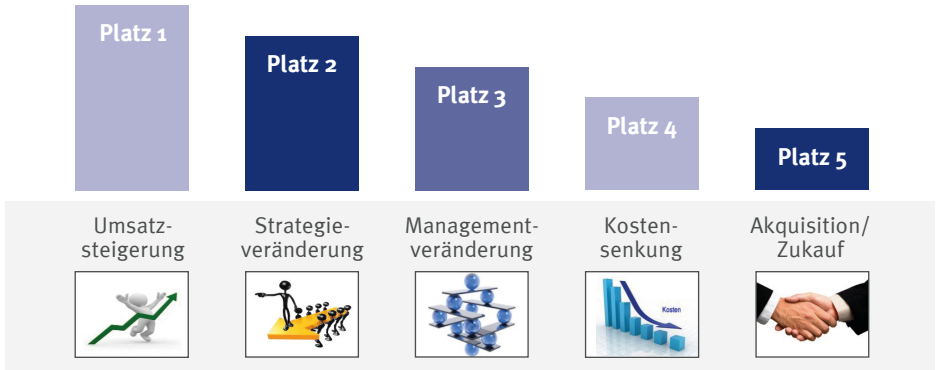 Platz 1
Platz 2
Platz 3
Platz 4
Platz 5
Umsatz-
steigerung
Strategie-
veränderung
Management-
veränderung
Kosten-
senkung
Akquisition/
Zukauf
Kosten